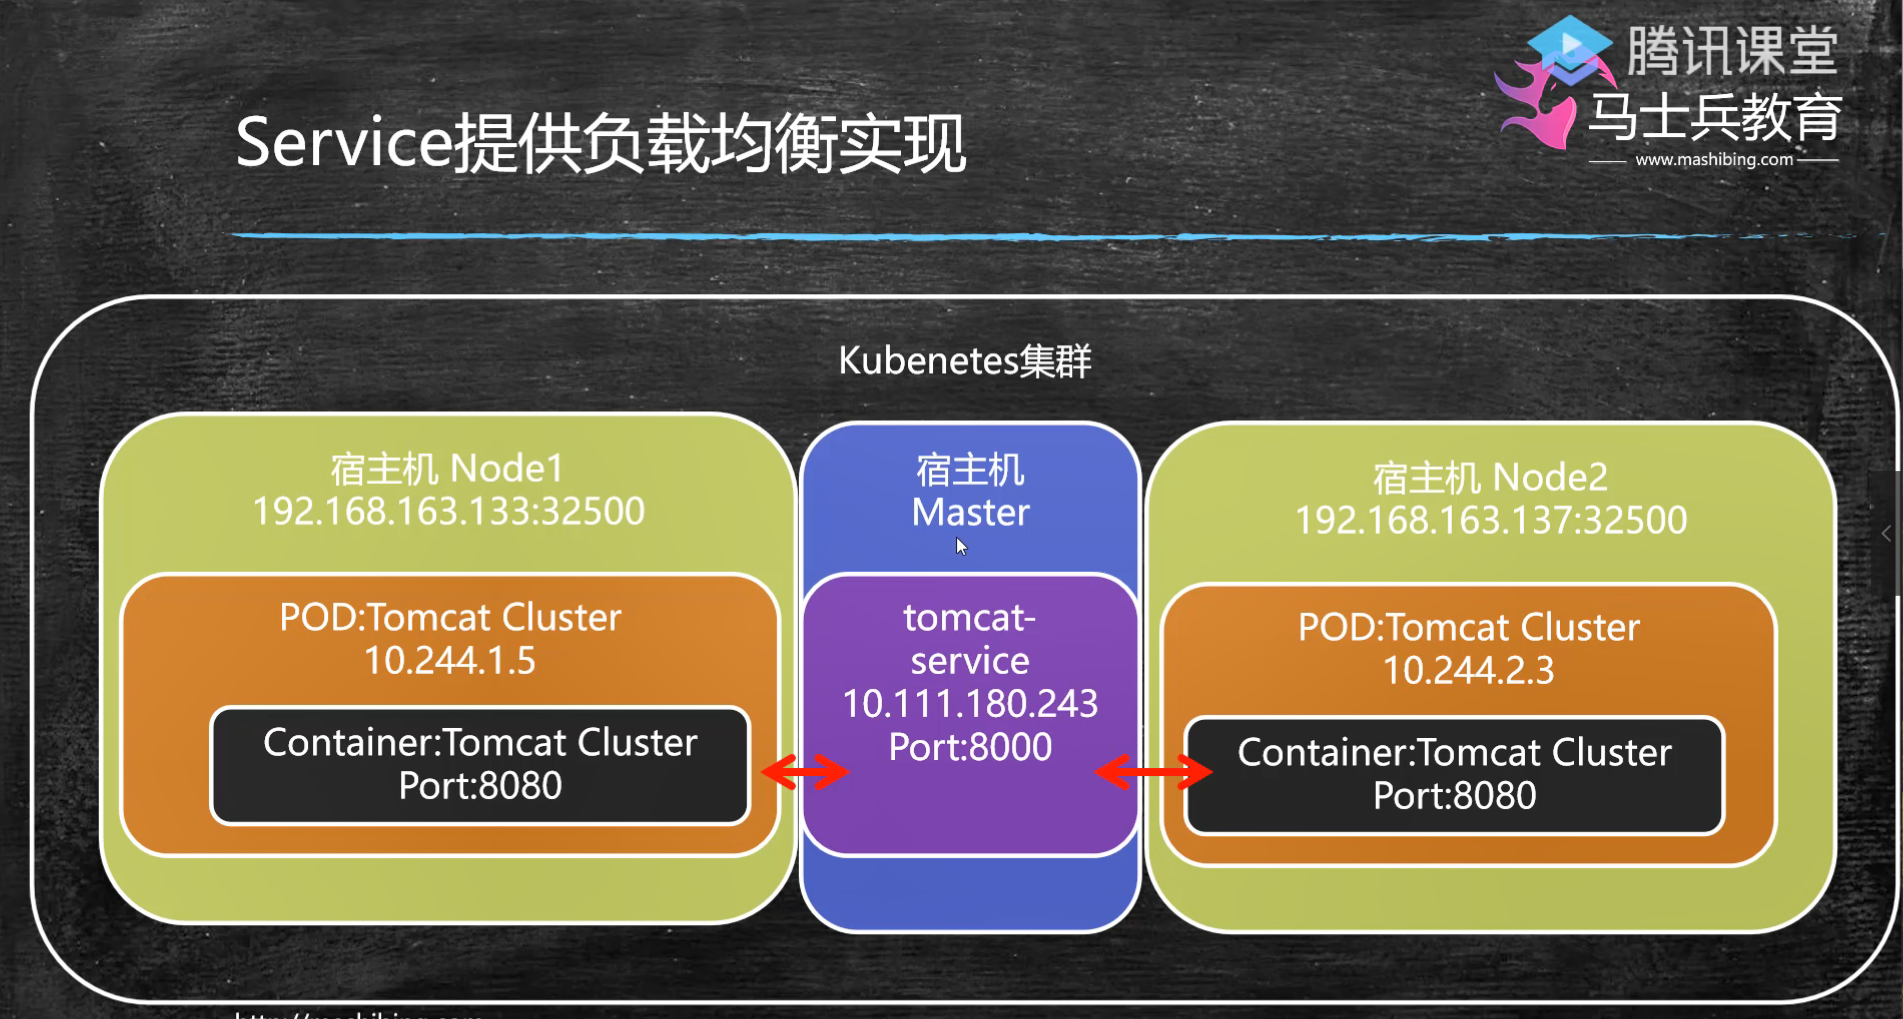 腾讯课堂
马士兵教育
www.mashibing.com
Service提供负载均衡实现
Kubenetes集群
宿主机 Node1
192.168.163.133:32500
POD:Tomcat Cluster
10.244.1.5
Container:Tomcat Cluster
Port:8080
宿主机
Master
tomcat-
service
10.111.180.243
Port:8000
宿主机 Node2
192.168.163.137:32500
POD:Tomcat Cluster
10.244.2.3
Container:Tomcat Cluster
Port:8080
http://mashibing.com